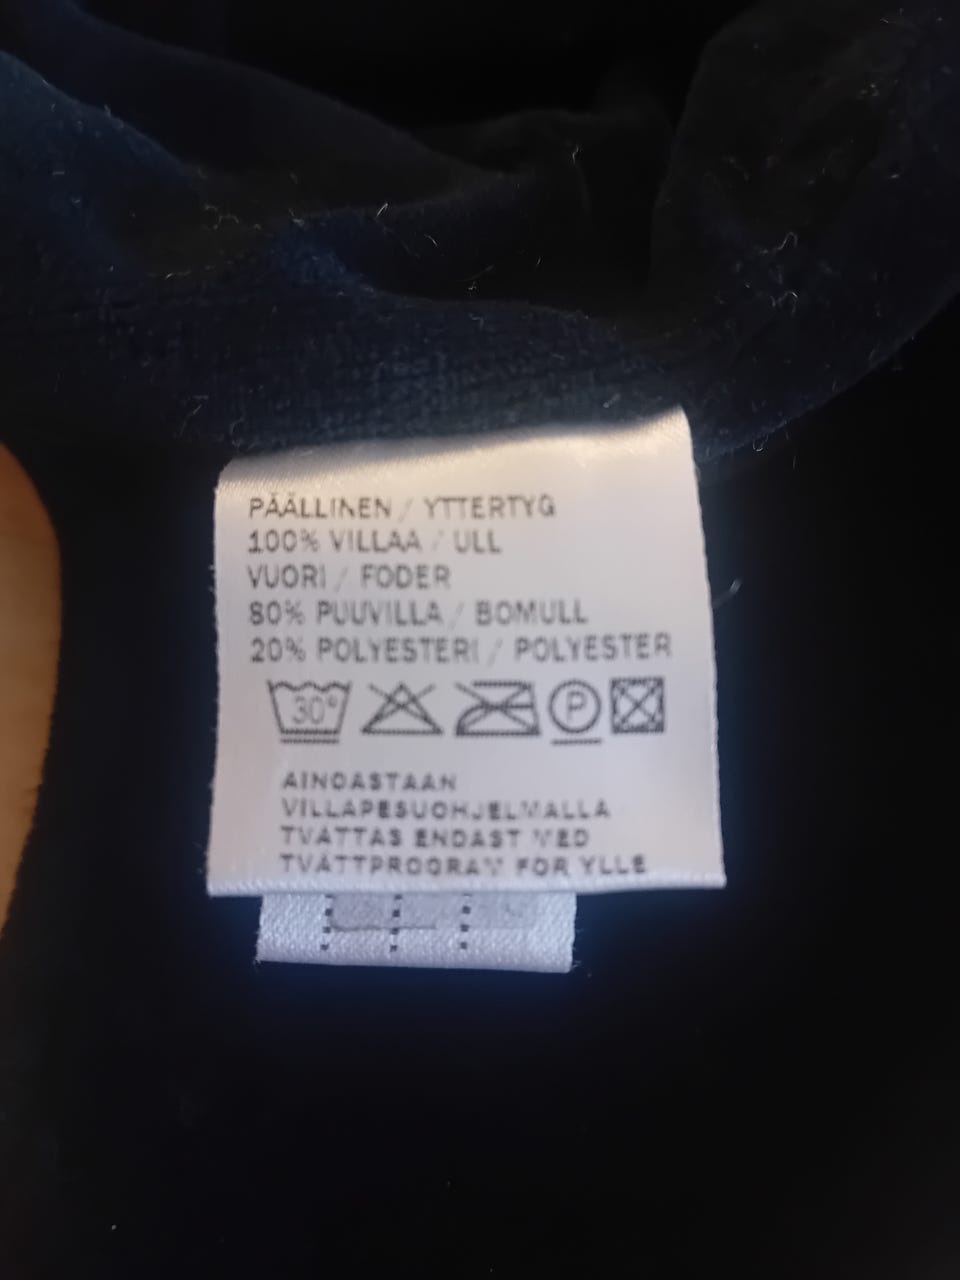 PÄÄLLINEN / YTTERTYG
100% VILLAA / ULL
VUORI / FODER
80% PUUVILLA / BOMULL
20% POLYESTERI / POLYESTER
30° P
AINOASTAAN
VILLAPESUOHJELMALLA
TVÄTTAS ENDAST MED
TVÄTTPROGRAM FÖR YLLE